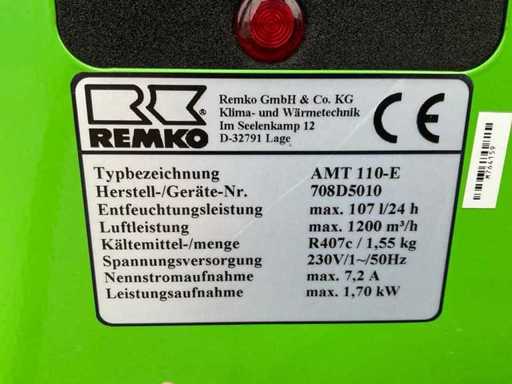 REMKO®
Remko GmbH & Co. KG
Klima- und Wärmetechnik
Im Seelenkamp 12
D-32791 Lage
CE
Typbezeichnung AMT 110-E
Herstell-/Geräte-Nr. 708D5010
Entfeuchtungsleistung max. 107 l/24 h
Luftleistung max. 1200 m³/h
Kältemittel/-menge R407c / 1,55 kg
Spannungsversorgung 230V/1~/50Hz
Nennstromaufnahme max. 7,2 A
Leistungsaufnahme max. 1,70 kW
M764159